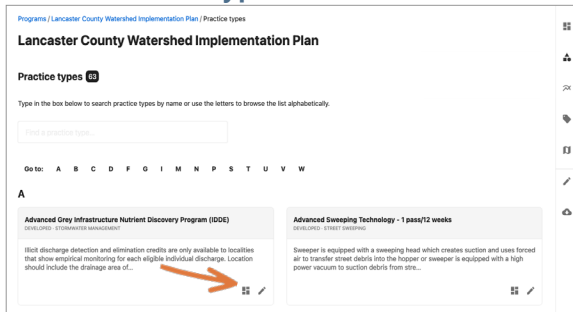 Programs / Lancaster County Watershed Implementation Plan / Practice types
Lancaster County Watershed Implementation Plan
Practice types 63
Type in the box below to search practice types by name or use the letters to browse the list alphabetically.
Find a practice type...
Go to: A B C D F G I M N P S T U V W
A
Advanced Grey Infrastructure Nutrient Discovery Program (IDDE)
DEVELOPED · STORMWATER MANAGEMENT
Illicit discharge detection and elimination credits are only available to localities
that show empirical monitoring for each eligible individual discharge. Location
should include the drainage area of...
Advanced Sweeping Technology - 1 pass/12 weeks
DEVELOPED · STREET SWEEPING
Sweeper is equipped with a sweeping head which creates suction and uses forced
air to transfer street debris into the hopper or sweeper is equipped with a high
power vacuum to suction debris from stre...